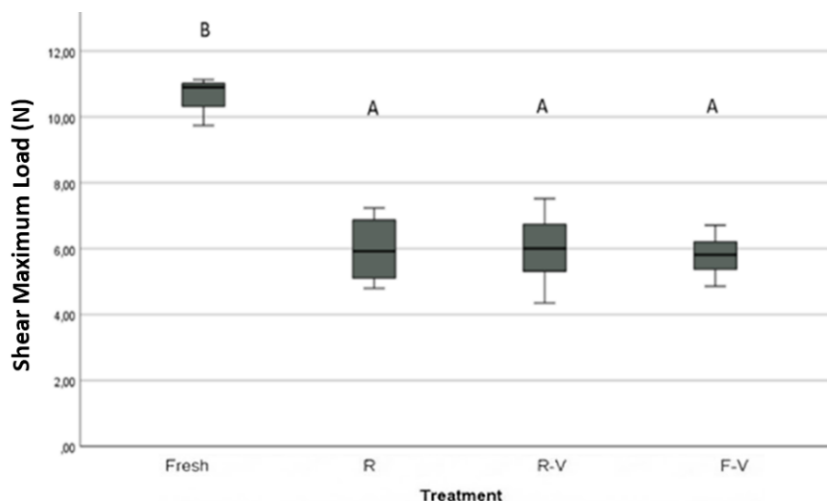 B
12,00
A A A
10,00
8,00
6,00
4,00
2,00
,00
Shear Maximum Load (N)
Fresh R R-V F-V
Treatment